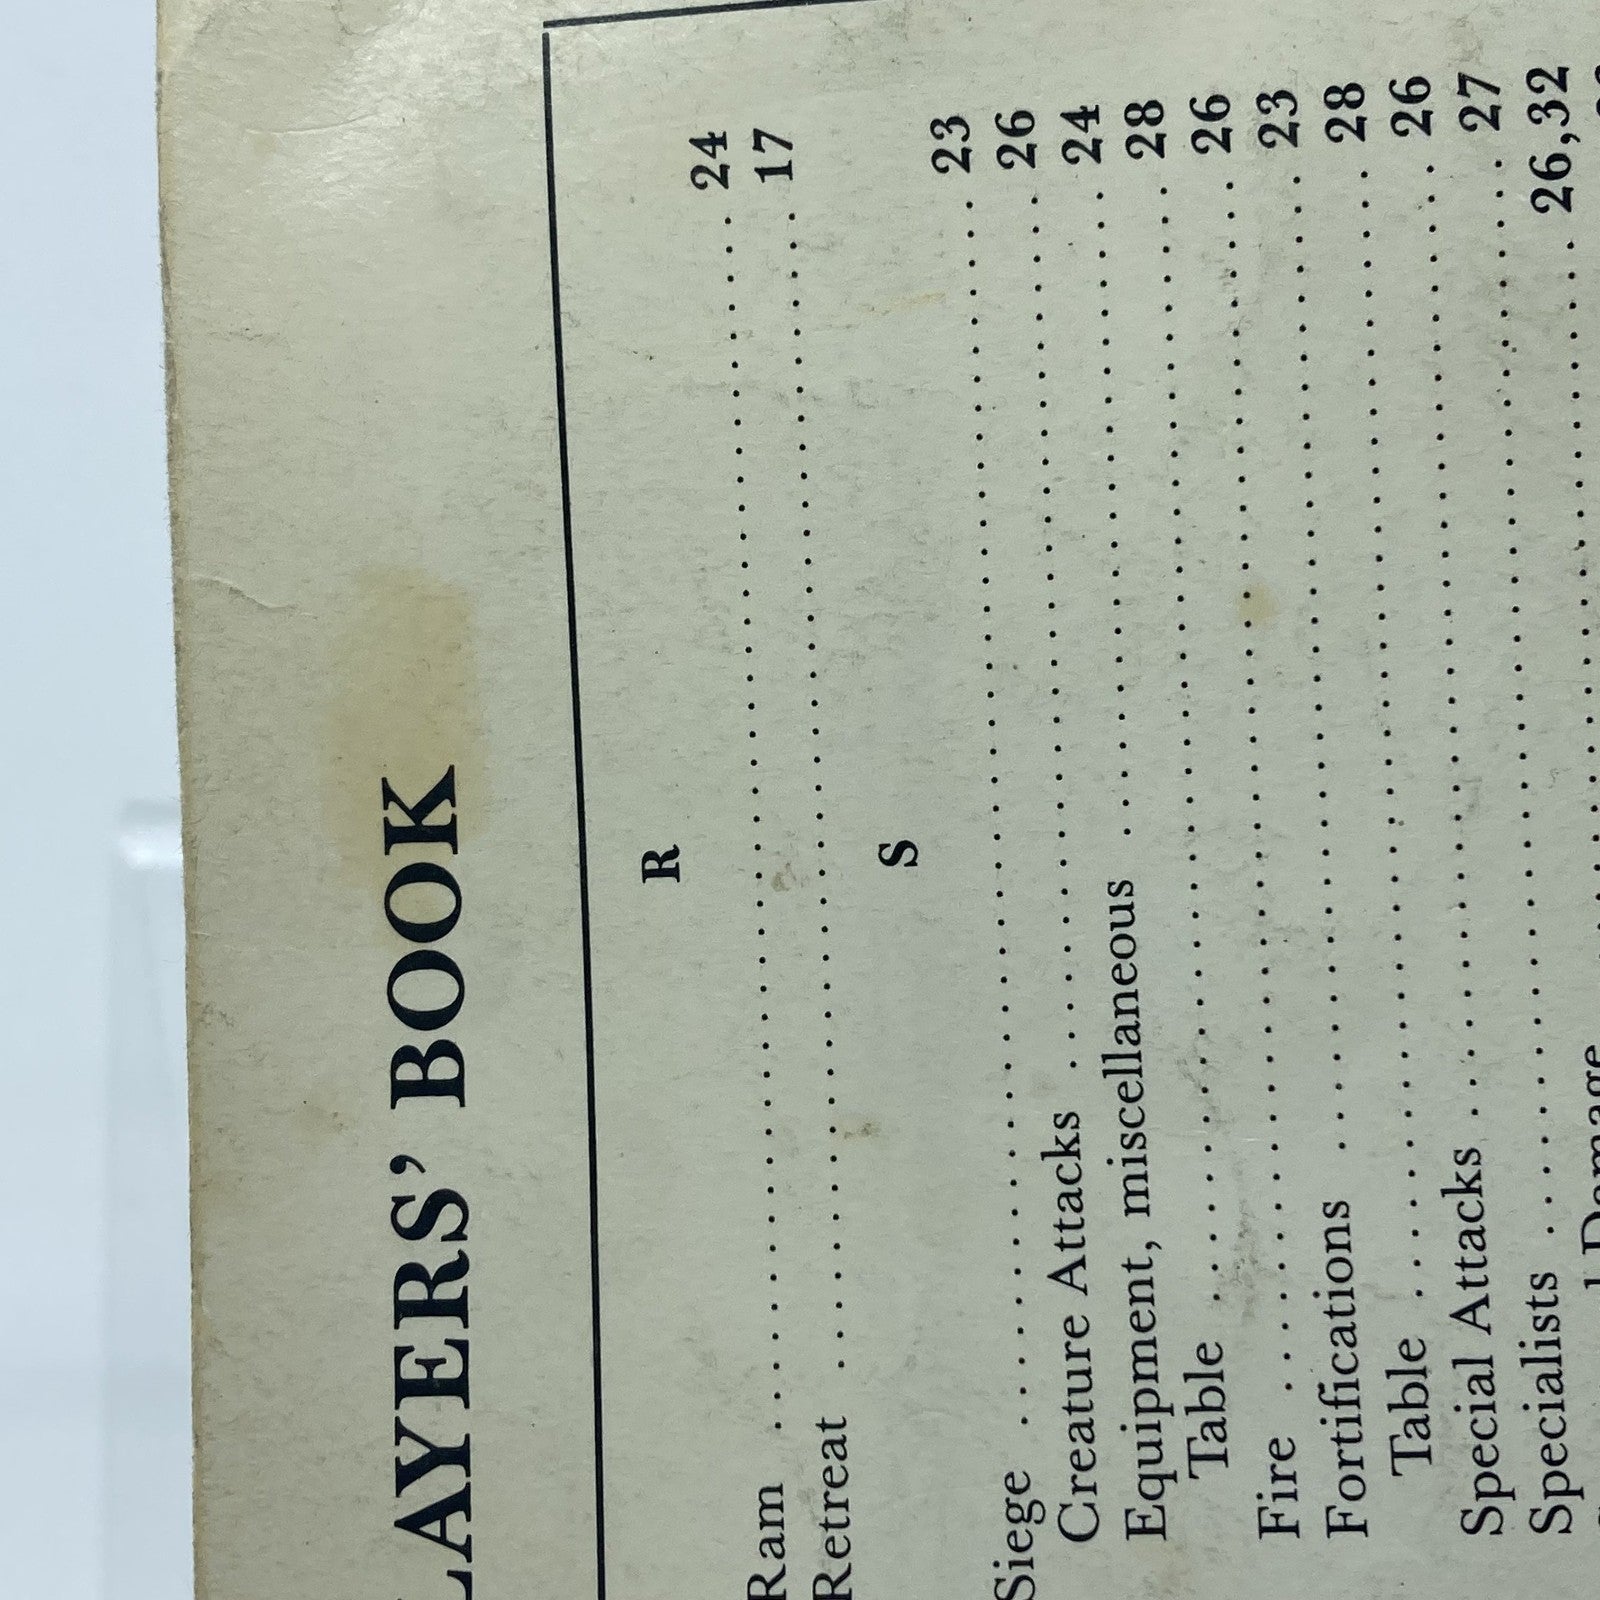 LAYERS' BOOK
R
Ram . . . . . . . . . . . . . . . . . . . . . . . . . . . . . . . . . . . . . . . . . . 24
Retreat . . . . . . . . . . . . . . . . . . . . . . . . . . . . . . . . . . . . . . . . 17
S
Siege . . . . . . . . . . . . . . . . . . . . . . . . . . . . . . . . . . . . . . . . . . 23
Creature Attacks . . . . . . . . . . . . . . . . . . . . . . . . . . . . . . 26
Equipment, miscellaneous . . . . . . . . . . . . . . . . . . . . . . 24
Table . . . . . . . . . . . . . . . . . . . . . . . . . . . . . . . . . . . . . . 28
Fire . . . . . . . . . . . . . . . . . . . . . . . . . . . . . . . . . . . . . . . . . 26
Fortifications . . . . . . . . . . . . . . . . . . . . . . . . . . . . . . . . . 23
Table . . . . . . . . . . . . . . . . . . . . . . . . . . . . . . . . . . . . . . 28
Special Attacks . . . . . . . . . . . . . . . . . . . . . . . . . . . . . . . . 26
Specialists . . . . . . . . . . . . . . . . . . . . . . . . . . . . . . . . . . . . 27
Damage . . . . . . . . . . . . . . . . . . . . . . . . . . . . 26,32